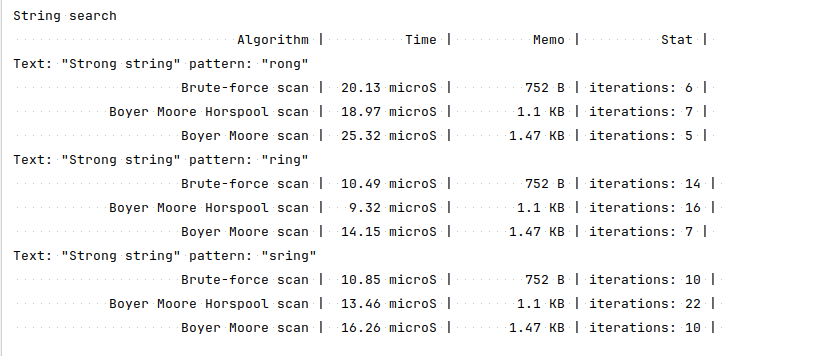 String search
Algorithm | Time | Memo | Stat |
Text: "Strong string" pattern: "rong"
Brute-force scan | 20.13 microS | 752 B | iterations: 6 |
Boyer Moore Horspool scan | 18.97 microS | 1.1 KB | iterations: 7 |
Boyer Moore scan | 25.32 microS | 1.47 KB | iterations: 5 |
Text: "Strong string" pattern: "ring"
Brute-force scan | 10.49 microS | 752 B | iterations: 14 |
Boyer Moore Horspool scan | 9.32 microS | 1.1 KB | iterations: 16 |
Boyer Moore scan | 14.15 microS | 1.47 KB | iterations: 7 |
Text: "Strong string" pattern: "sring"
Brute-force scan | 10.85 microS | 752 B | iterations: 10 |
Boyer Moore Horspool scan | 13.46 microS | 1.1 KB | iterations: 22 |
Boyer Moore scan | 16.26 microS | 1.47 KB | iterations: 10 |